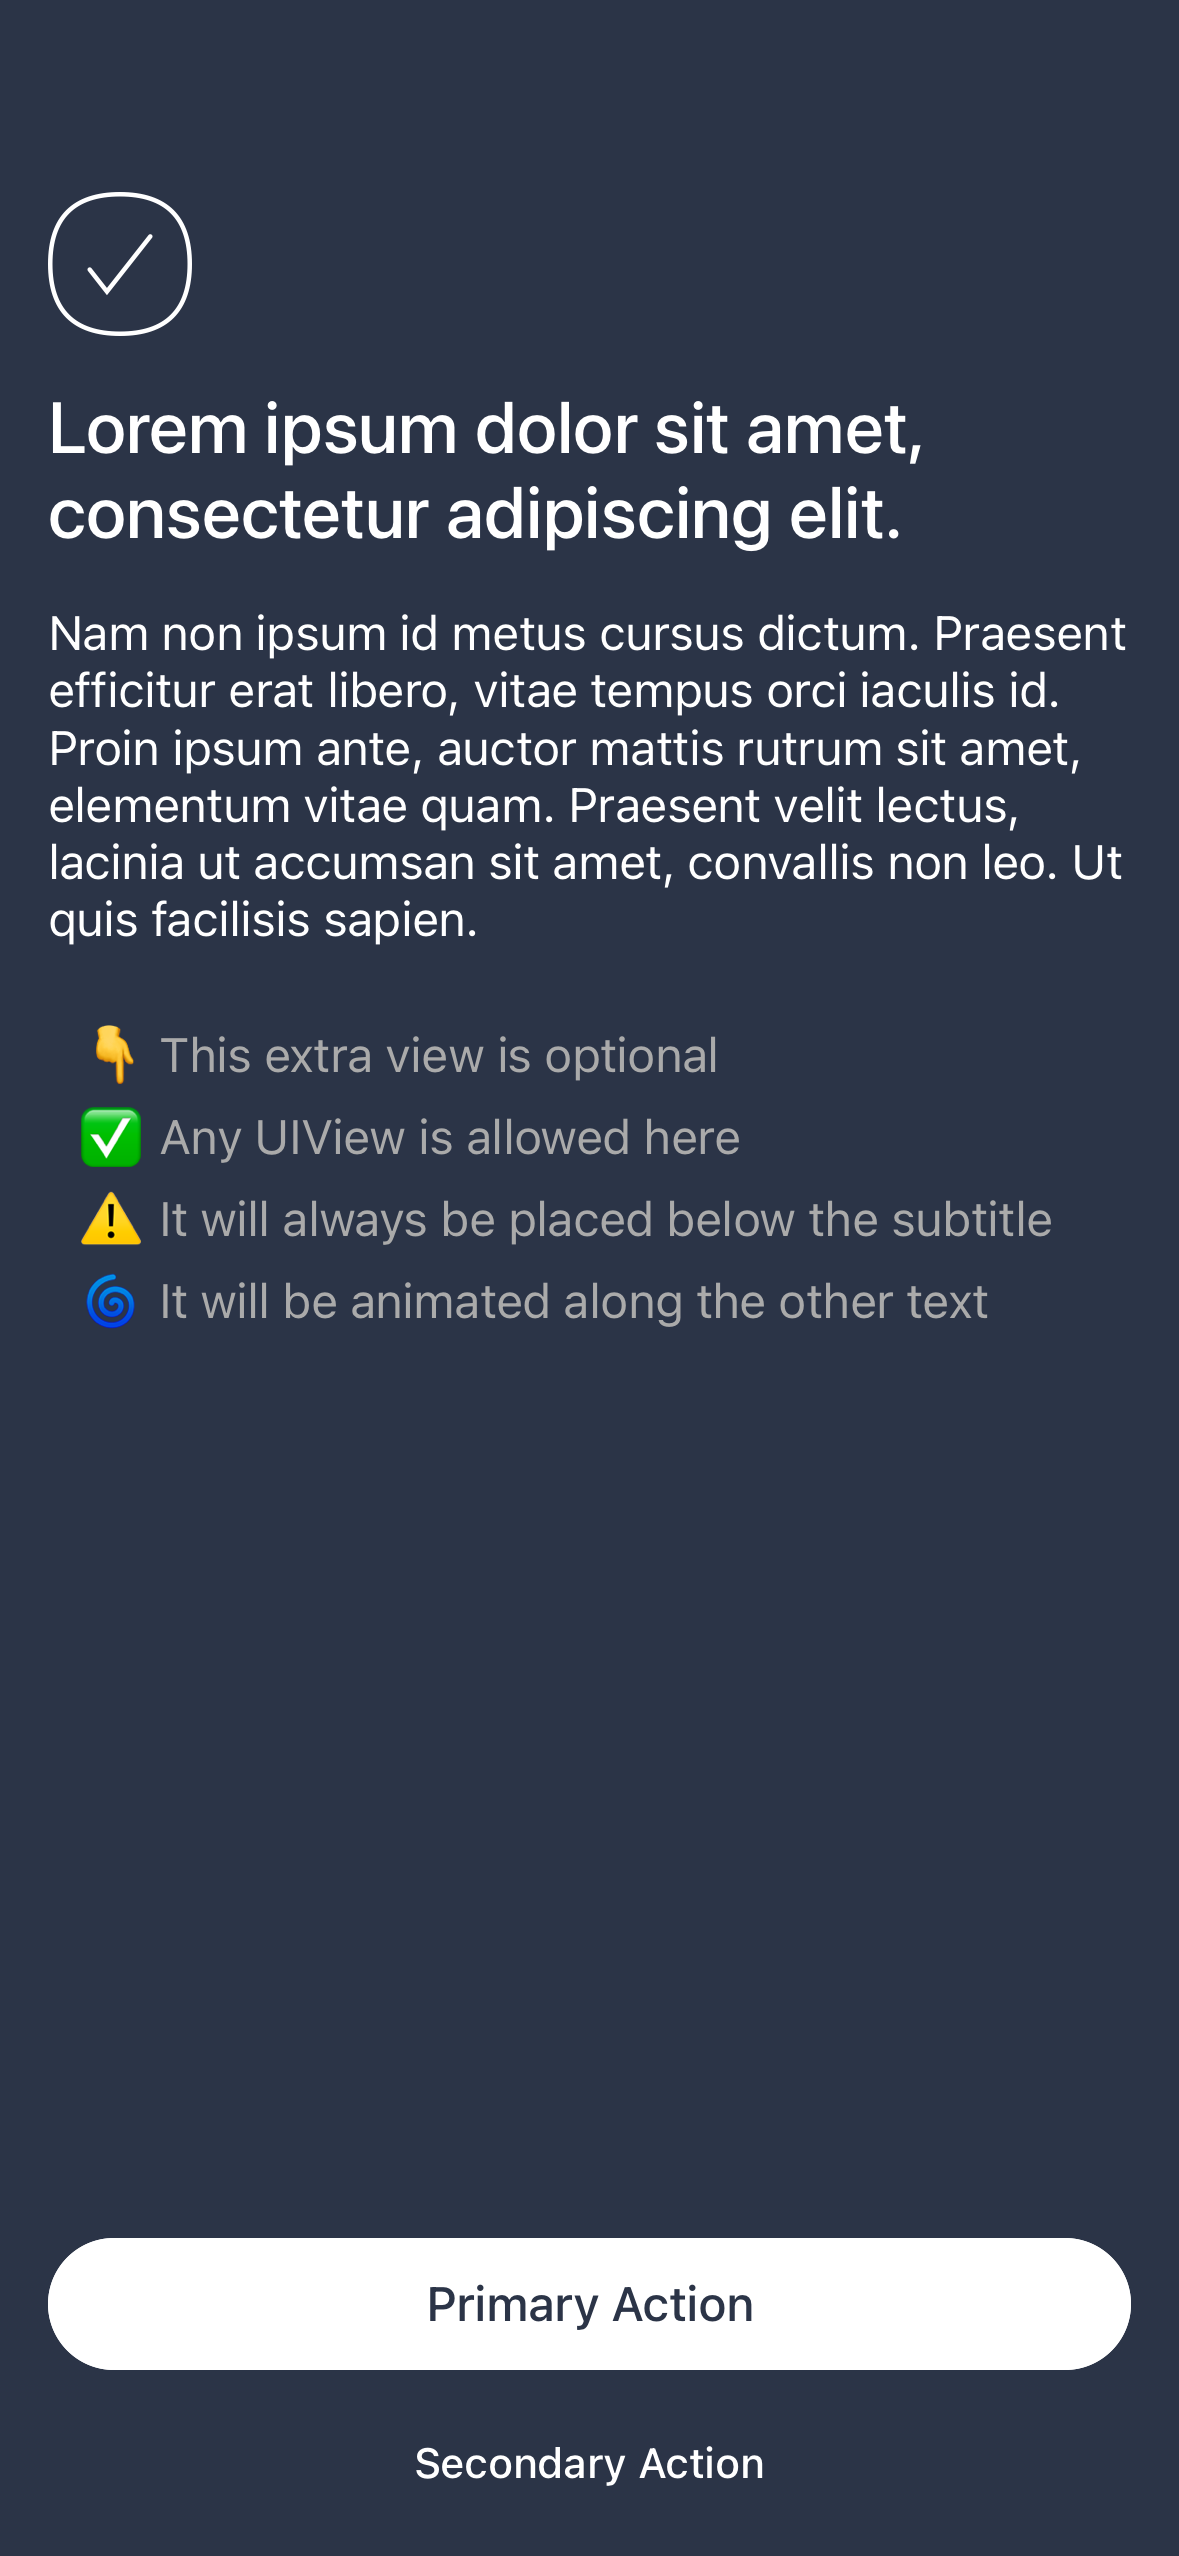 Lorem ipsum dolor sit amet,
consectetur adipiscing elit.
Nam non ipsum id metus cursus dictum. Praesent
efficitur erat libero, vitae tempus orci iaculis id.
Proin ipsum ante, auctor mattis rutrum sit amet,
elementum vitae quam. Praesent velit lectus,
lacinia ut accumsan sit amet, convallis non leo. Ut
quis facilisis sapien.
👇 This extra view is optional
✅ Any UIView is allowed here
⚠️ It will always be placed below the subtitle
🌀 It will be animated along the other text
Primary Action
Secondary Action